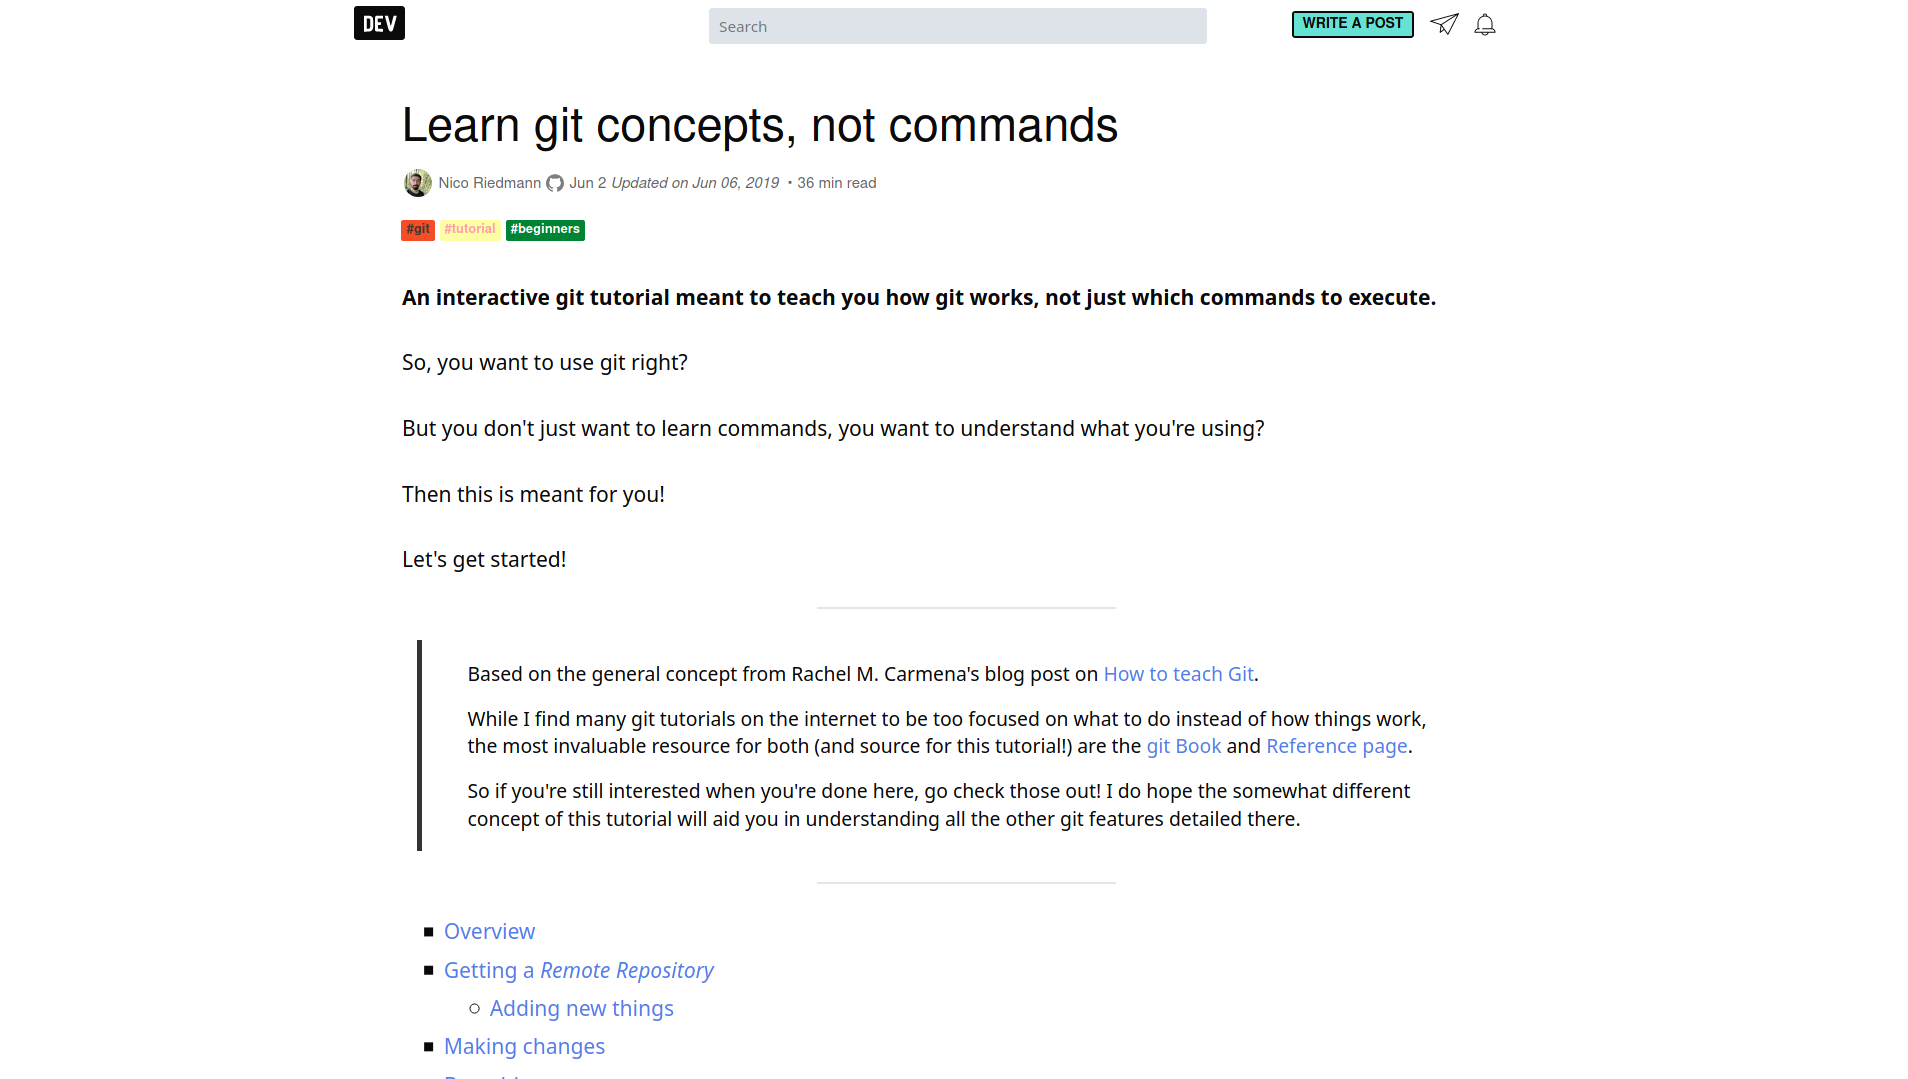 DEV
Search
WRITE A POST
Learn git concepts, not commands
Nico Riedmann Jun 2 Updated on Jun 06, 2019 • 36 min read
#git #tutorial #beginners
An interactive git tutorial meant to teach you how git works, not just which commands to execute.
So, you want to use git right?
But you don't just want to learn commands, you want to understand what you're using?
Then this is meant for you!
Let's get started!
Based on the general concept from Rachel M. Carmena's blog post on How to teach Git.
While I find many git tutorials on the internet to be too focused on what to do instead of how things work,
the most invaluable resource for both (and source for this tutorial!) are the git Book and Reference page.
So if you're still interested when you're done here, go check those out! I do hope the somewhat different
concept of this tutorial will aid you in understanding all the other git features detailed there.
Overview
Getting a Remote Repository
Adding new things
Making changes